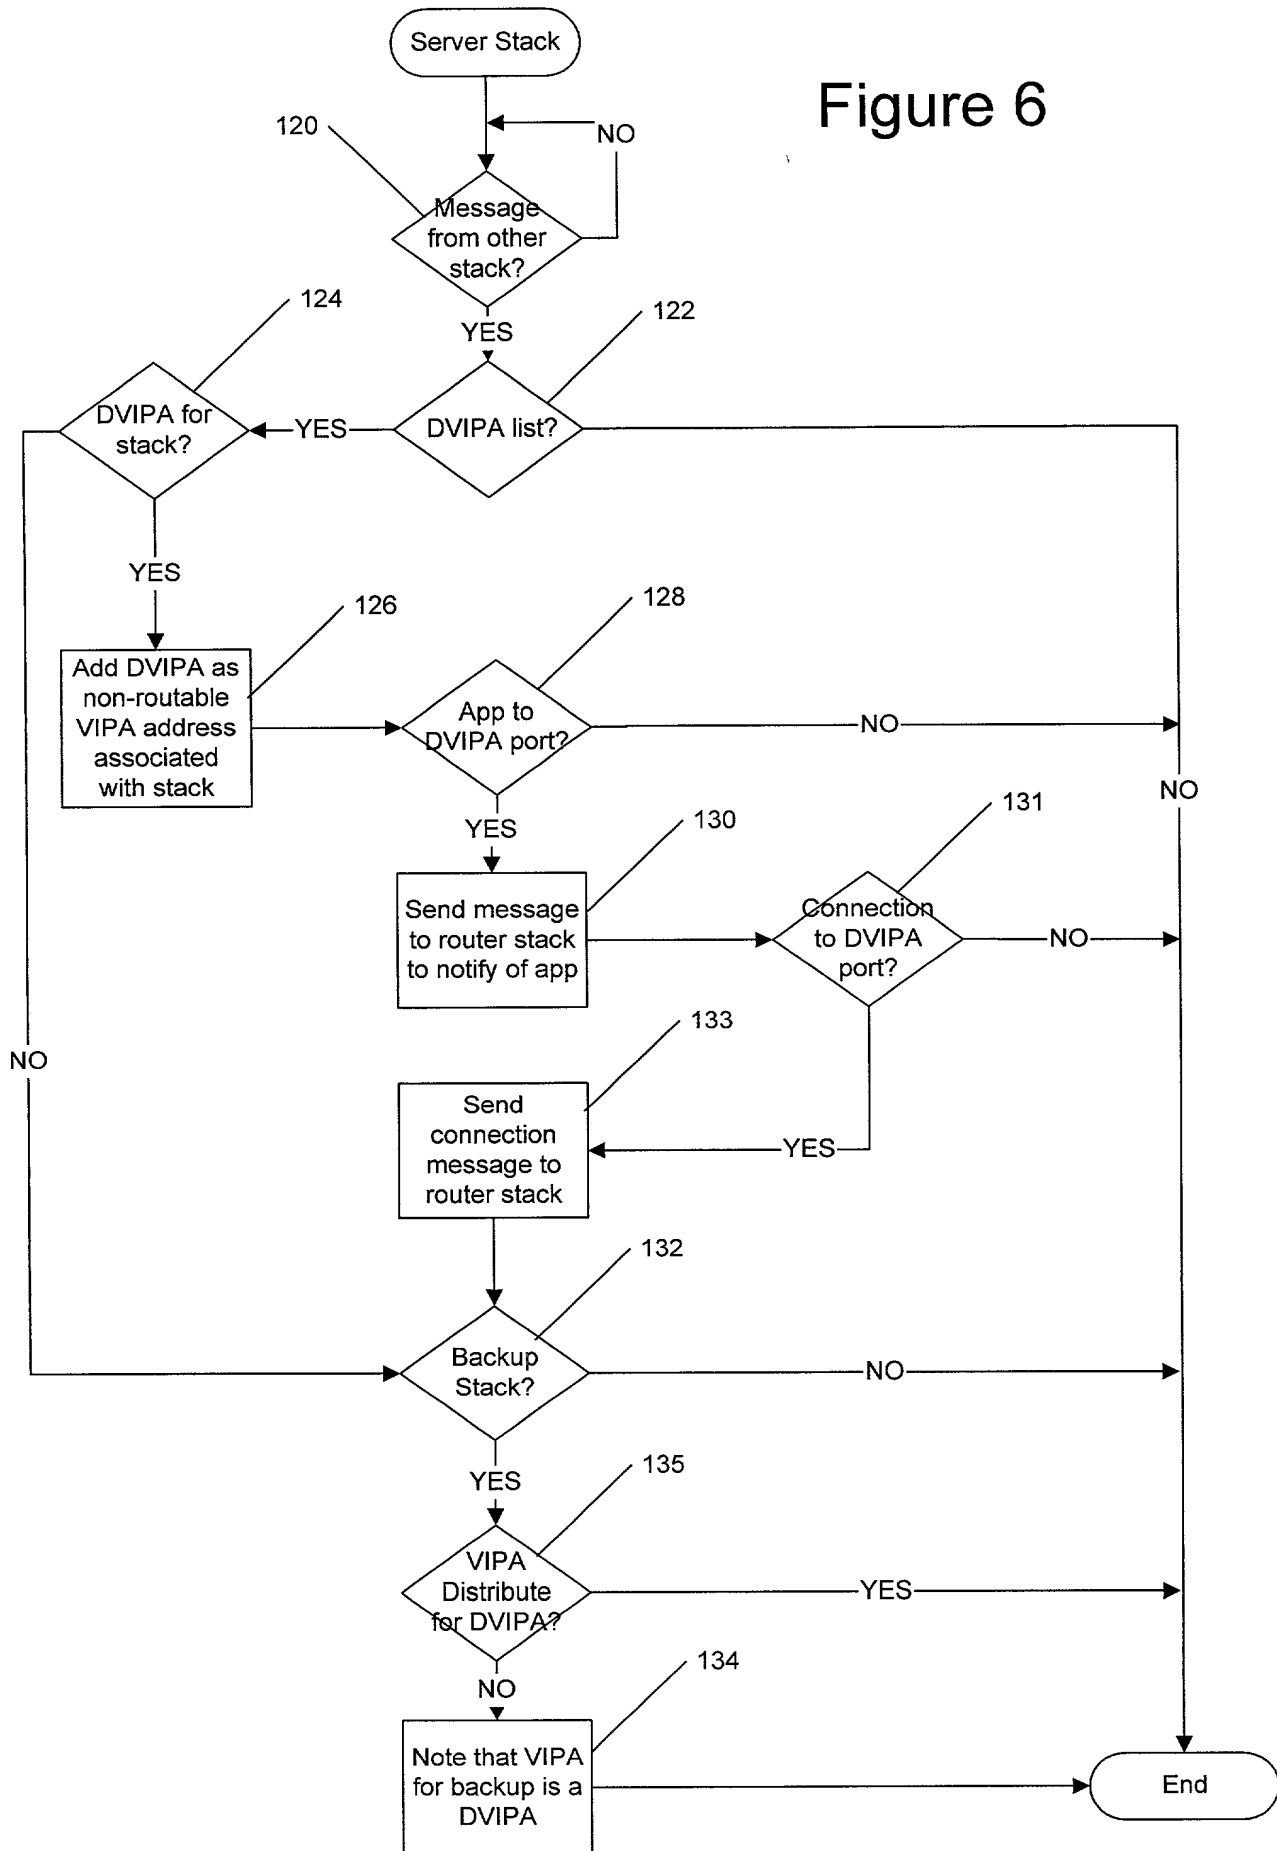 Server Stack
Figure 6
120
NO
Message
from other
stack?
124
YES
122
DVIPA for
stack?
YES
DVIPA list?
YES
126
128
Add DVIPA as
non-routable
VIPA address
associated
with stack
App to
DVIPA port?
NO
NO
131
YES
130
Send message
to router stack
to notify of app
Connection
to DVIPA
port?
NO
133
NO
Send
connection
message to
router stack
YES
132
Backup
Stack?
NO
YES
135
VIPA
Distribute
for DVIPA?
YES
NO
134
Note that VIPA
for backup is a
DVIPA
End